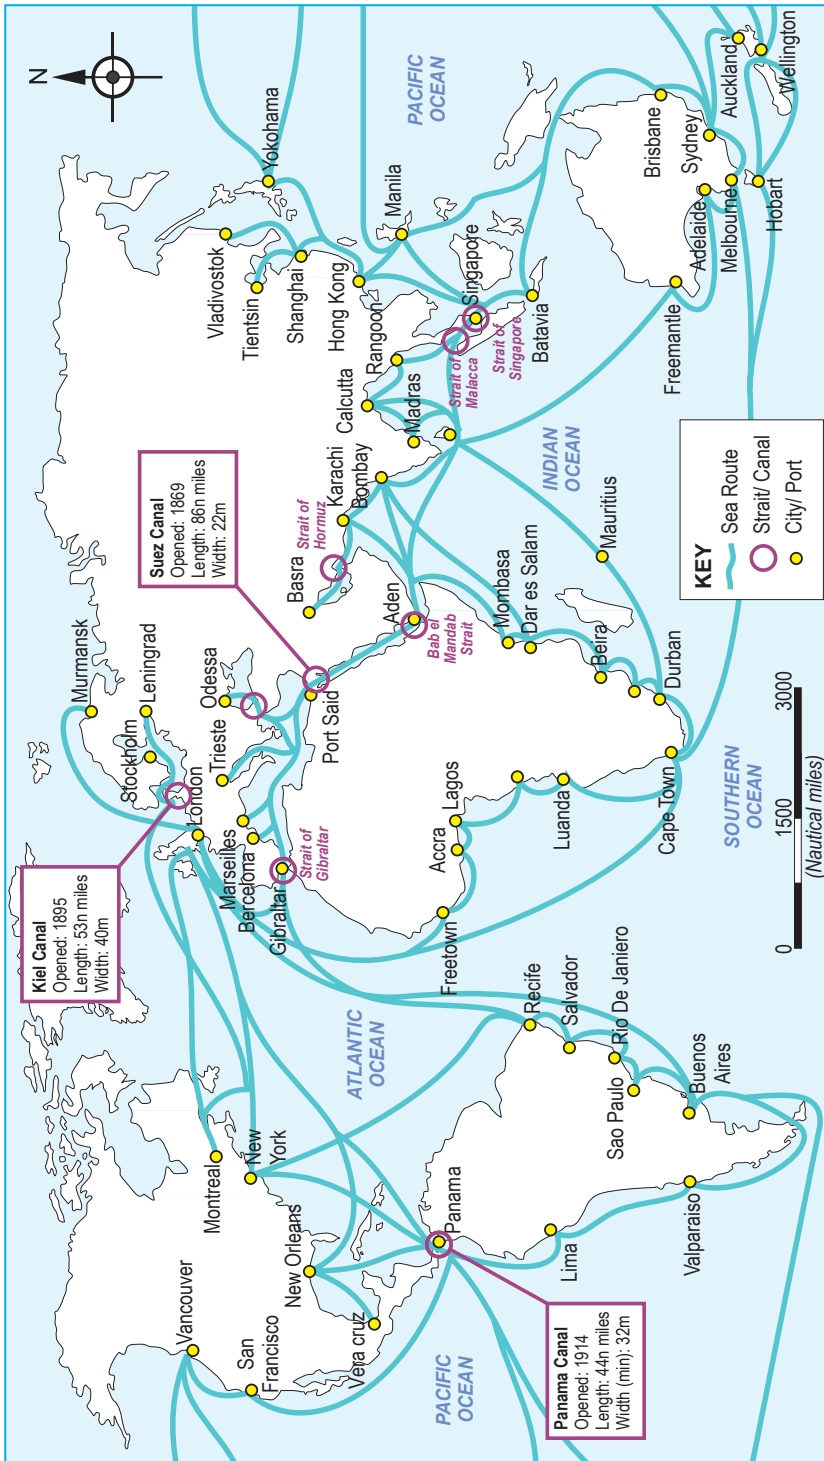 N
Kiel Canal
Opened: 1895
Length: 53n miles
Width: 40m
Suez Canal
Opened: 1869
Length: 86n miles
Width: 22m
Panama Canal
Opened: 1914
Length: 44n miles
Width (min): 32m
Vancouver
San
Francisco
Montreal
New
York
New Orleans
Vera cruz
Panama
Lima
Valparaiso
Recife
Salvador
Rio De Janiero
Sao Paulo
Buenos
Aires
PACIFIC
OCEAN
ATLANTIC
OCEAN
Murmansk
Leningrad
Stockholm
London
Odessa
Trieste
Marseilles
Bercelona
Gibraltar
Strait of
Gibraltar
Port Said
Freetown
Accra
Lagos
Luanda
Cape Town
Durban
Beira
Dar es Salam
Mombasa
Mauritius
Aden
Bab el
Mandab
Strait
Basra
Strait of
Hormuz
Karachi
Bombay
Madras
Calcutta
Rangoon
Strait of
Malacca
Strait of
Singapore
Singapore
Batavia
Manila
Hong Kong
Shanghai
Tientsin
Vladivostok
Yokohama
PACIFIC
OCEAN
INDIAN
OCEAN
SOUTHERN
OCEAN
Freemantle
Adelaide
Melbourne
Hobart
Sydney
Brisbane
Auckland
Wellington
KEY
Sea Route
Strait/ Canal
City/ Port
0
1500
3000
(Nautical miles)